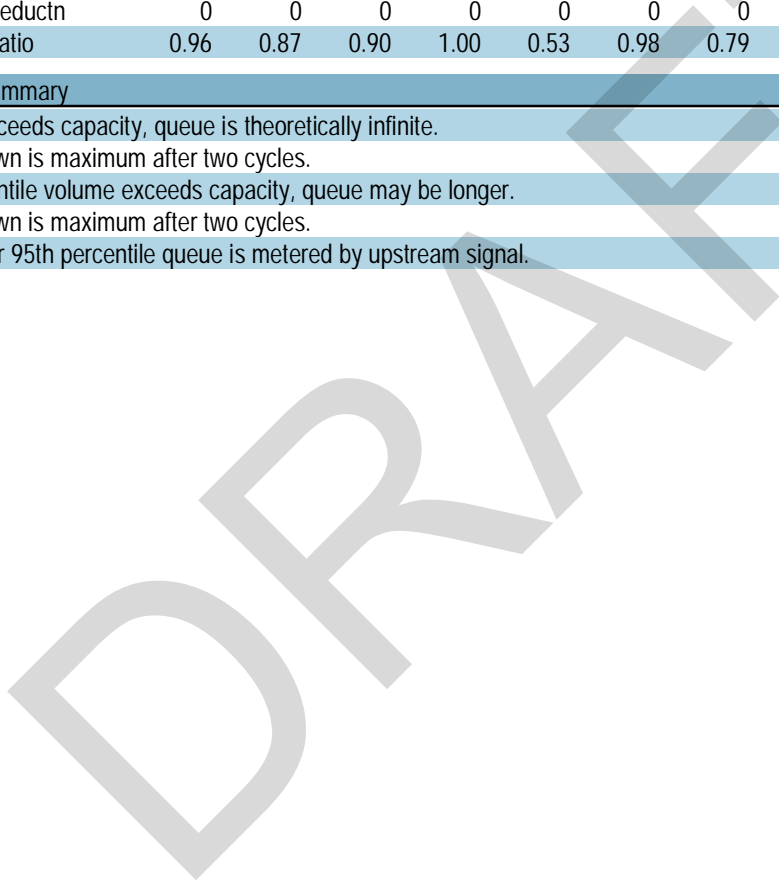 eductn 0 0 0 0 0 0 0
atio 0.96 0.87 0.90 1.00 0.53 0.98 0.79
mmary
ceeds capacity, queue is theoretically infinite.
wn is maximum after two cycles.
ntile volume exceeds capacity, queue may be longer.
wn is maximum after two cycles.
r 95th percentile queue is metered by upstream signal.
DRAF